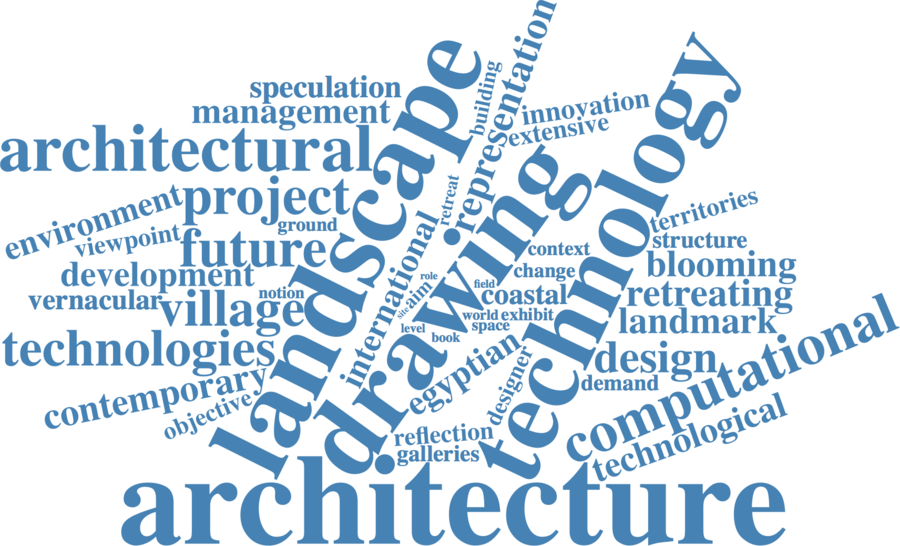 speculation
management
architectural
landscape
building
representation
innovation
extensive
technology
environment
viewpoint
project
ground
future
retreat
drawing
territories
structure
development
vernacular
village
notion
international
context
change
blooming
retreating
landmark
role
aim
site
field
coastal
world
exhibit
space
level
book
technologies
contemporary
objective
egyptian
designer
design
demand
computational
technological
reflection
galleries
architecture